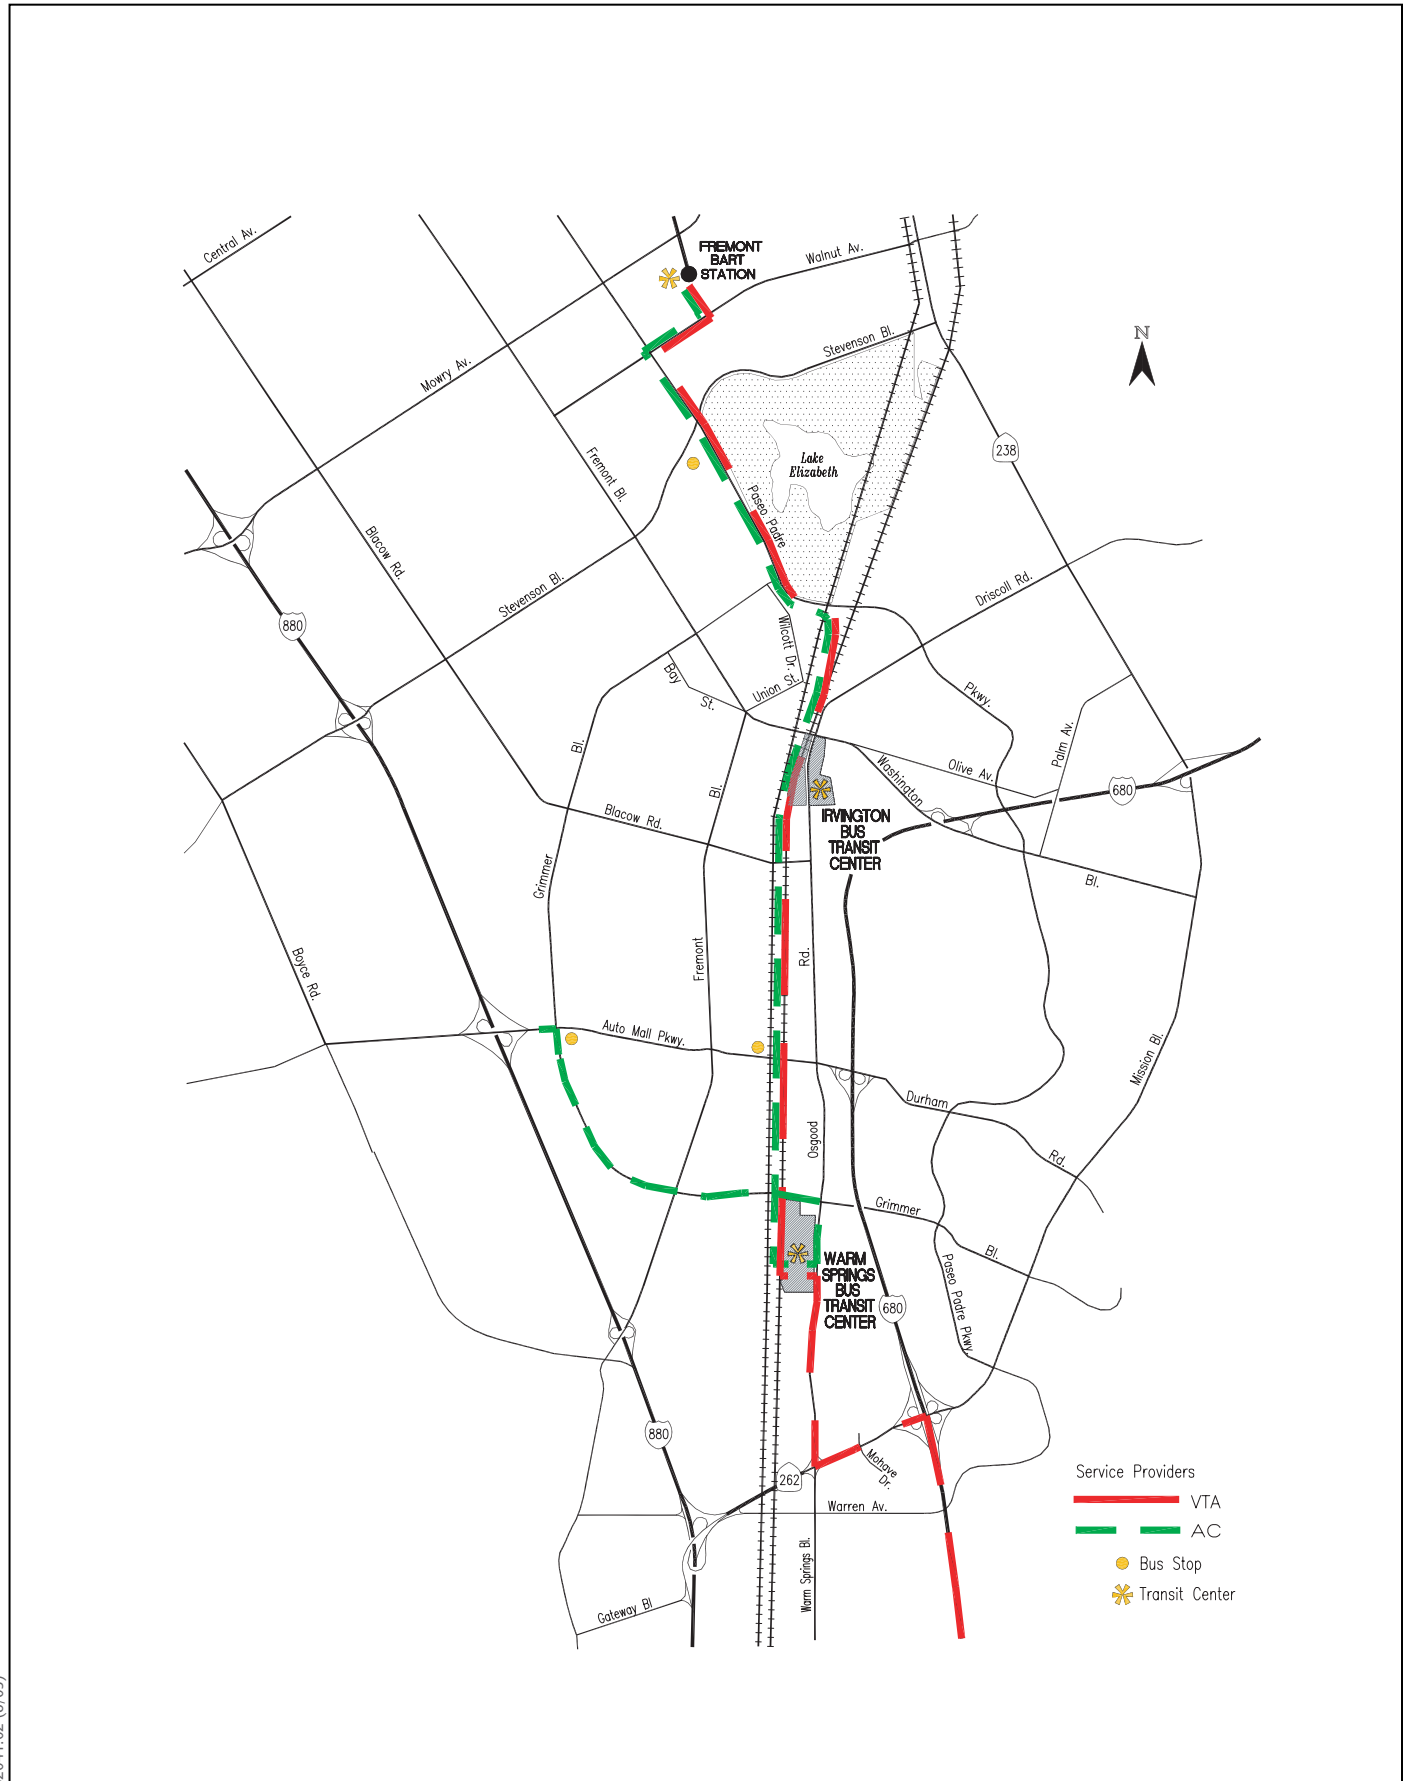 Central Av.
FREMONT
BART
STATION
Walnut Av.
Mowry Av.
Stevenson Bl.
N
238
Lake
Elizabeth
Fremont Bl.
Paseo Padre
Blacow Rd.
Stevenson Bl.
Driscoll Rd.
880
Wilcott Dr.
Bay
St.
Union St.
Pkwy.
Bl.
Bl.
Palm Av.
Olive Av.
Washington
680
Blacow Rd.
IRVINGTON
BUS
TRANSIT
CENTER
Grimmer
Bl.
Fremont
Rd.
Boyce Rd.
Auto Mall Pkwy.
Mission Bl.
Durham
Osgood
Rd.
Grimmer
Bl.
WARM
SPRINGS
BUS
TRANSIT
CENTER
Paseo Padre Pkwy.
680
880
262
Mohave
Dr.
Warren Av.
Warm Springs Bl.
Gateway Bl
Service Providers
VTA
AC
Bus Stop
Transit Center